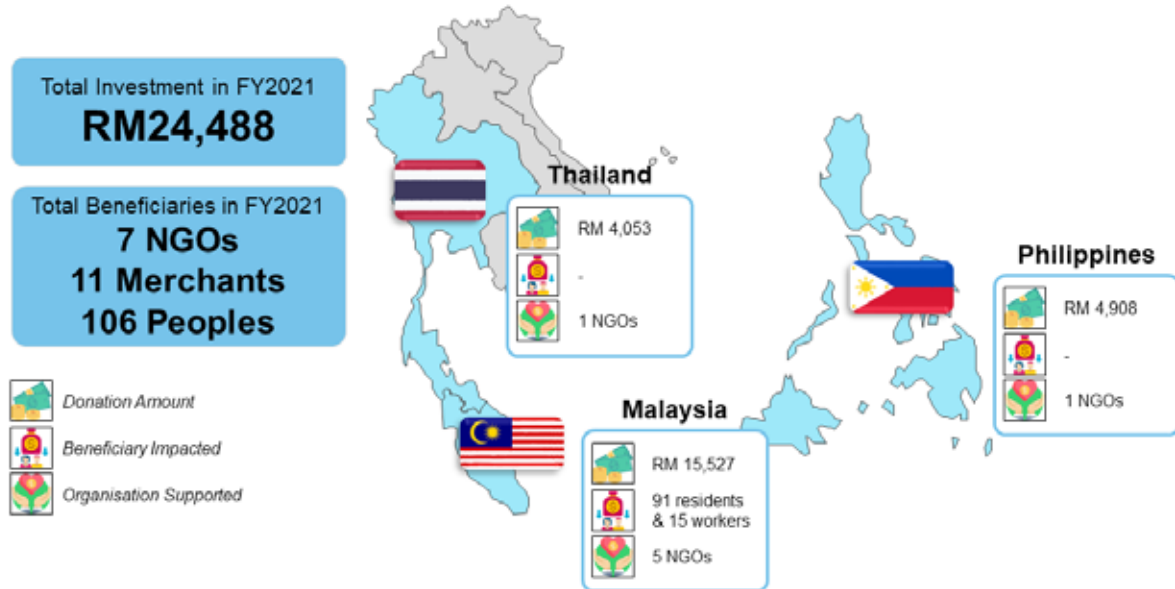 Total Investment in FY2021
RM24,488
Total Beneficiaries in FY2021
7 NGOs
11 Merchants
106 Peoples
Donation Amount
Beneficiary Impacted
Organisation Supported
Thailand
RM 4,053
-
1 NGOs
Malaysia
RM 15,527
91 residents
& 15 workers
5 NGOs
Philippines
RM 4,908
-
1 NGOs